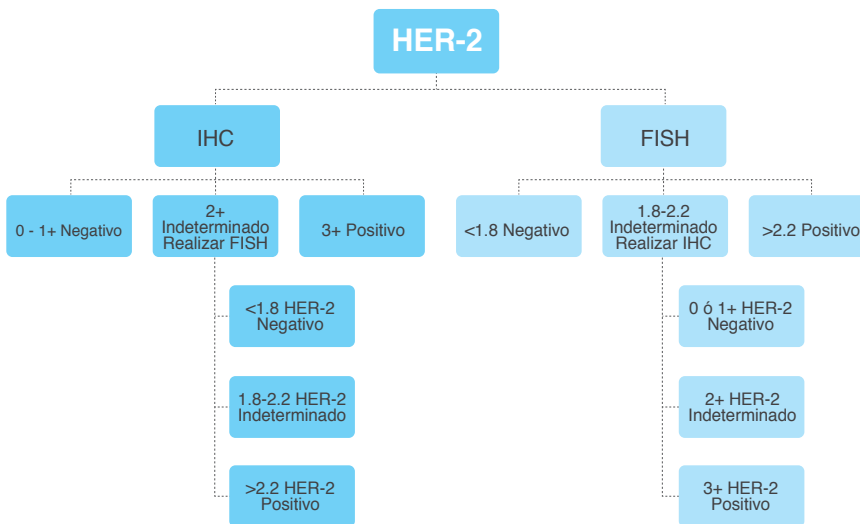 HER-2
IHC
FISH
0 - 1+ Negativo
2+
Indeterminado
Realizar FISH
3+ Positivo
<1.8 Negativo
1.8-2.2
Indeterminado
Realizar IHC
>2.2 Positivo
<1.8 HER-2
Negativo
1.8-2.2 HER-2
Indeterminado
>2.2 HER-2
Positivo
0 ó 1+ HER-2
Negativo
2+ HER-2
Indeterminado
3+ HER-2
Positivo